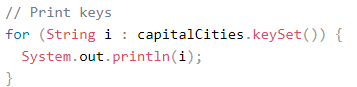 // Print keys
for (String i : capitalCities.keySet()) {
  System.out.println(i);
}